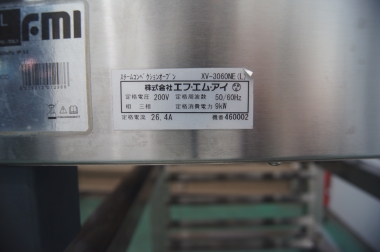 FMI
スチームコンベクションオーブン XV-3060ME(L)
株式会社エフ・エム・アイ
定格電圧 200V 定格周波数 50/60Hz
相 三相 定格消費電力 9kW
定格電流 26.4A 機番 460002